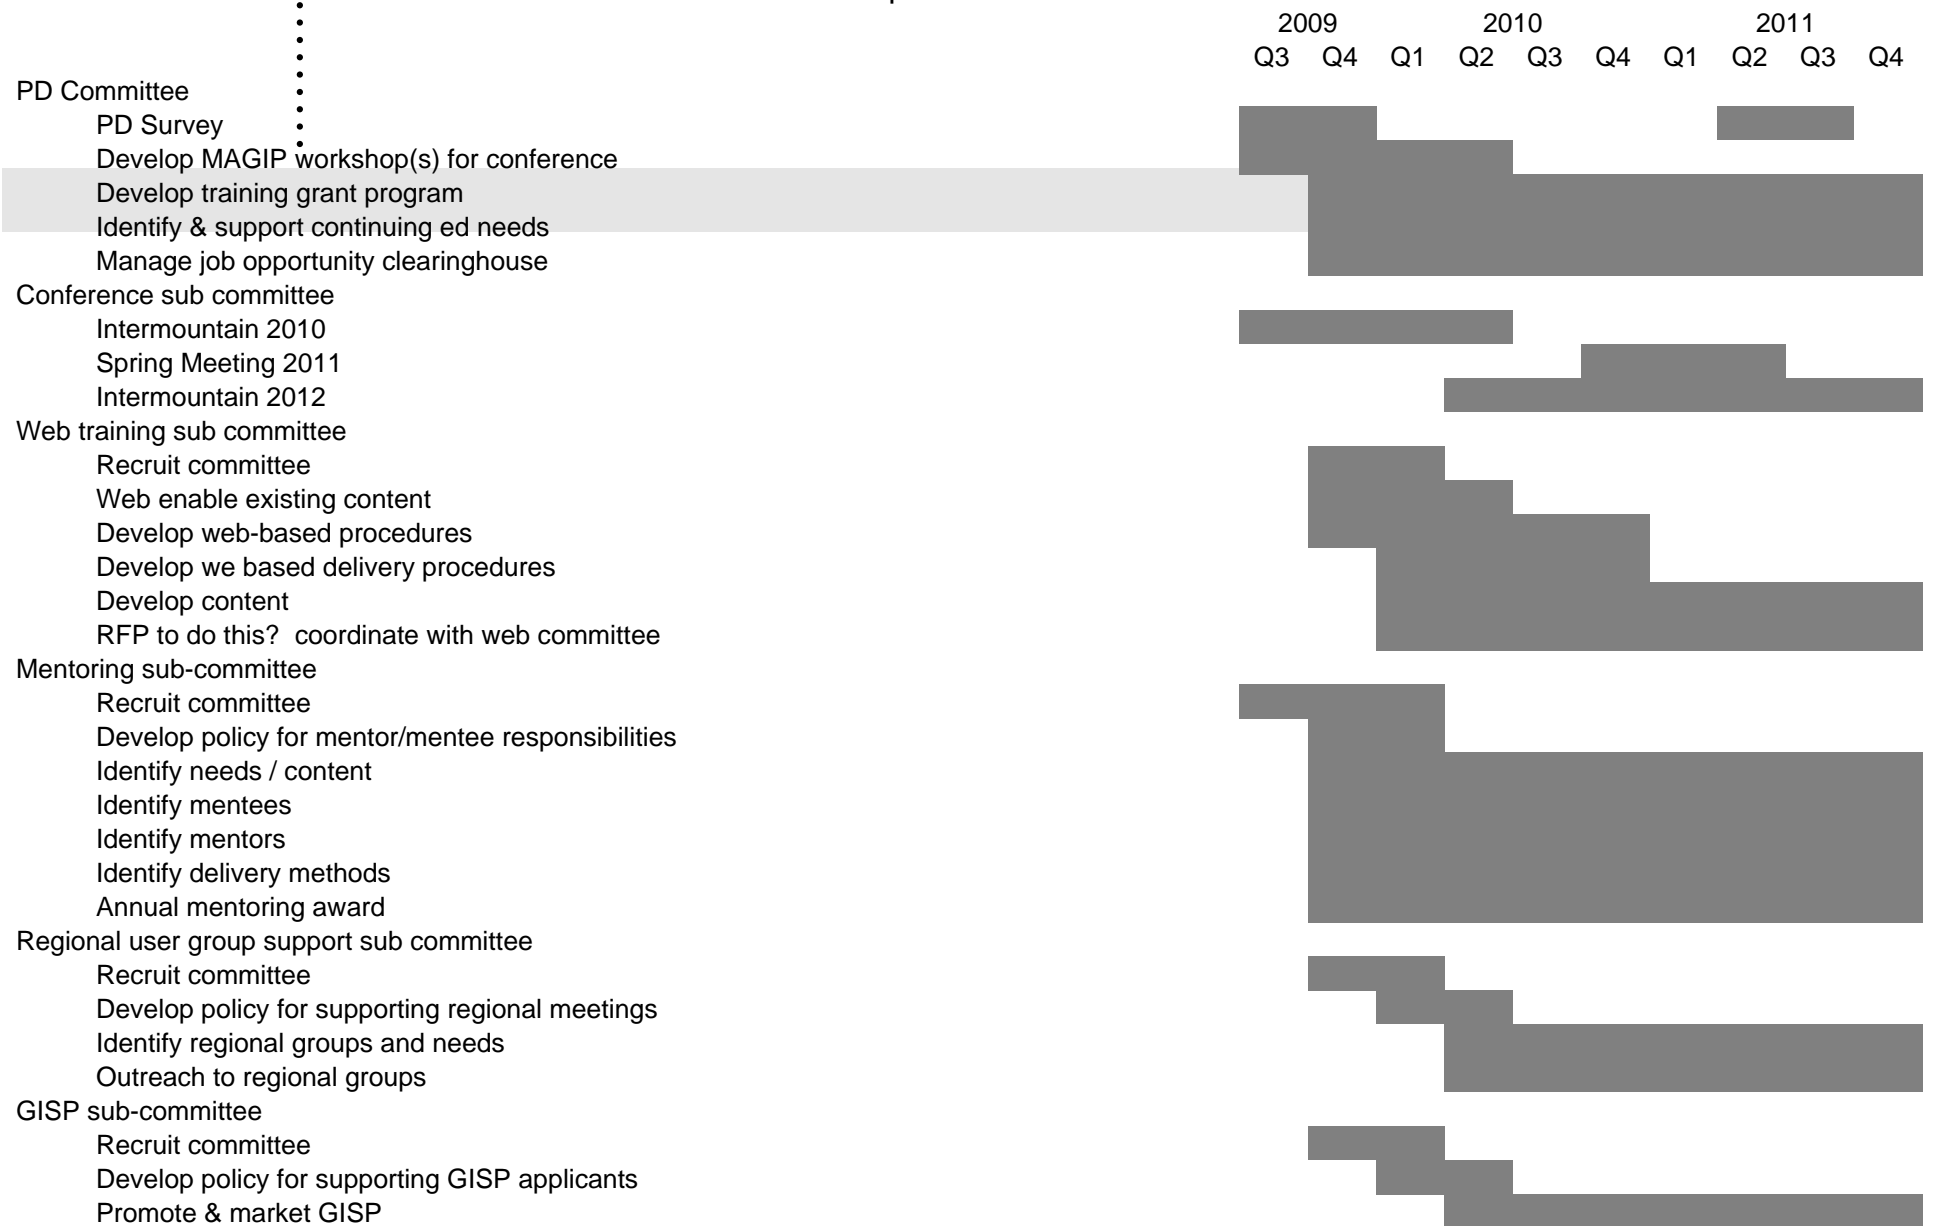 2009 2010 2011
Q3 Q4 Q1 Q2 Q3 Q4 Q1 Q2 Q3 Q4
PD Committee
PD Survey
Develop MAGIP workshop(s) for conference
Develop training grant program
Identify & support continuing ed needs
Manage job opportunity clearinghouse
Conference sub committee
Intermountain 2010
Spring Meeting 2011
Intermountain 2012
Web training sub committee
Recruit committee
Web enable existing content
Develop web-based procedures
Develop we based delivery procedures
Develop content
RFP to do this?  coordinate with web committee
Mentoring sub-committee
Recruit committee
Develop policy for mentor/mentee responsibilities
Identify needs / content
Identify mentees
Identify mentors
Identify delivery methods
Annual mentoring award
Regional user group support sub committee
Recruit committee
Develop policy for supporting regional meetings
Identify regional groups and needs
Outreach to regional groups
GISP sub-committee
Recruit committee
Develop policy for supporting GISP applicants
Promote & market GISP